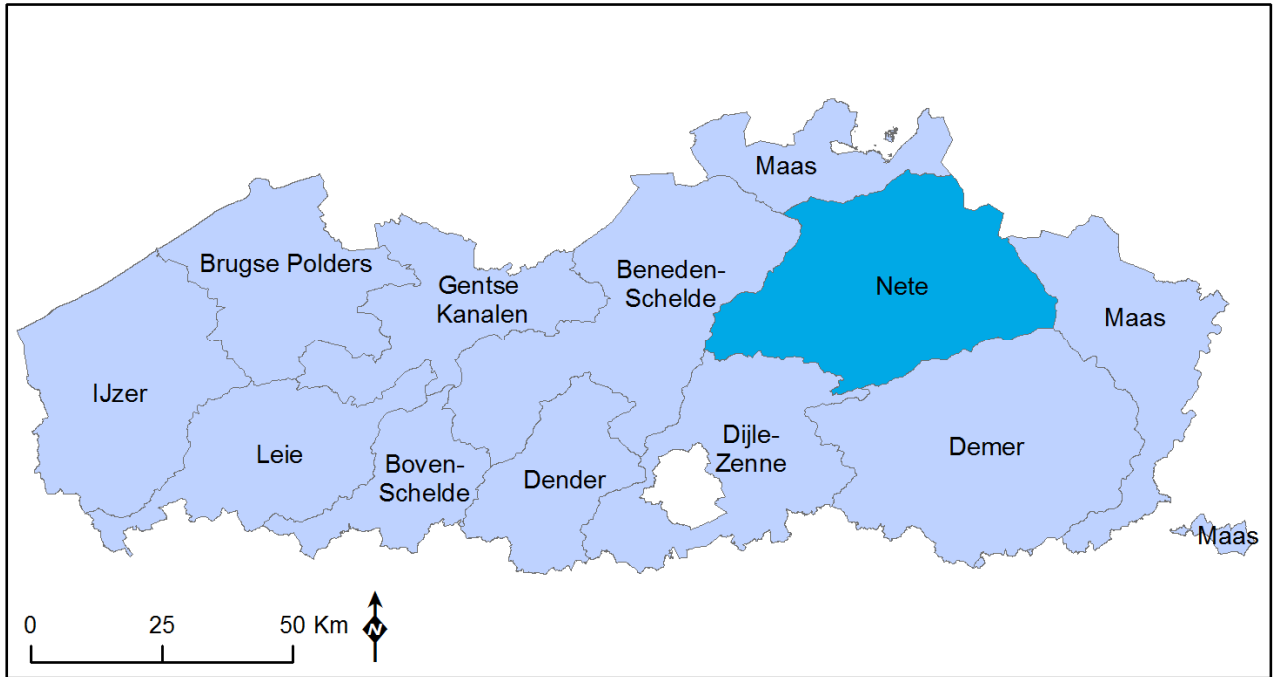 Maas
Brugse Polders
Gentse
Kanalen
Beneden-
Schelde
Nete
Maas
IJzer
Leie
Boven-
Schelde
Dender
Dijle-
Zenne
Demer
Maas
0 25 50 Km
N